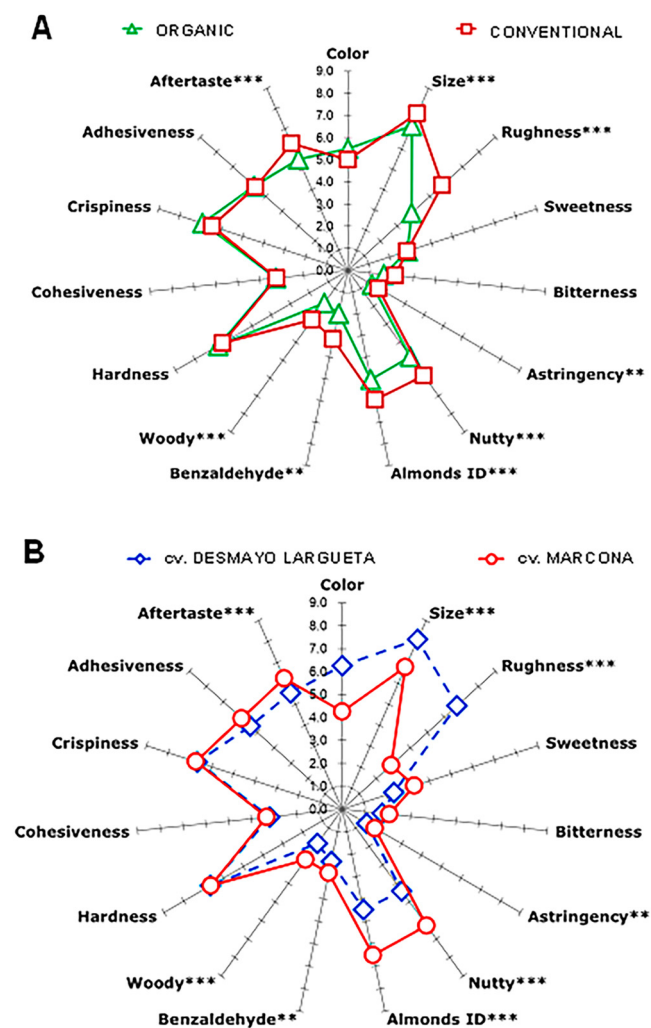 A
ORGANIC
CONVENTIONAL
Color
9.0
8.0
7.0
6.0
5.0
4.0
3.0
2.0
1.0
0.0
Aftertaste***
Size***
Adhesiveness
Rughness***
Crispiness
Sweetness
Cohesiveness
Bitterness
Hardness
Astringency**
Woody***
Nutty***
Benzaldehyde**
Almonds ID***
B
cv. DESMAYO LARGUETA
cv. MARCONA
Color
9.0
8.0
7.0
6.0
5.0
4.0
3.0
2.0
1.0
0.0
Aftertaste***
Size***
Adhesiveness
Rughness***
Crispiness
Sweetness
Cohesiveness
Bitterness
Hardness
Astringency**
Woody***
Nutty***
Benzaldehyde**
Almonds ID***